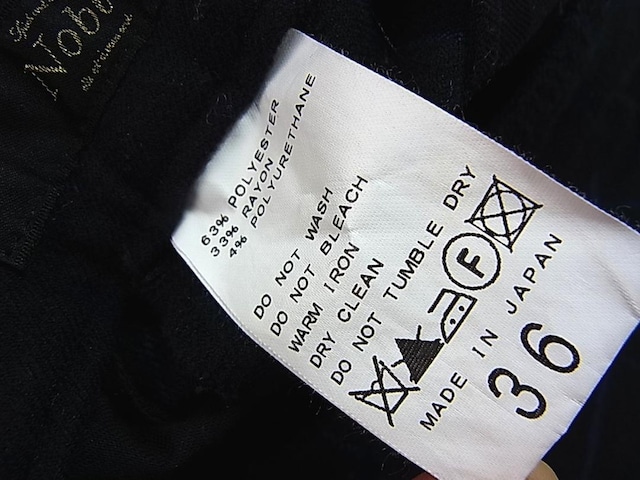 Nob
63% POLYESTER
33% RAYON
4% POLYURETHANE
DO NOT WASH
DO NOT BLEACH
WARM IRON
DRY CLEAN
DO NOT TUMBLE DRY
F
MADE IN JAPAN
36